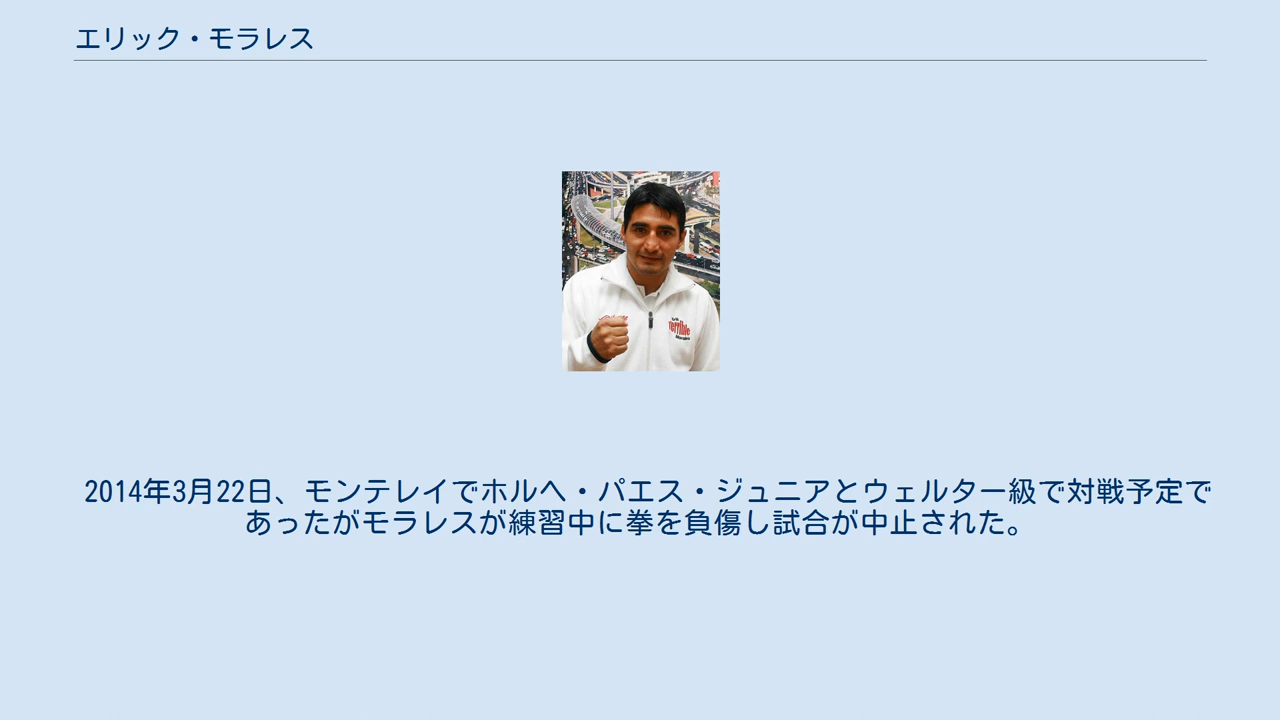 エリック・モラレス
Erik
Terrible
Morales
2014年3月22日、モンテレイでホルヘ・パエス・ジュニアとウェルター級で対戦予定で
あったがモラレスが練習中に拳を負傷し試合が中止された。